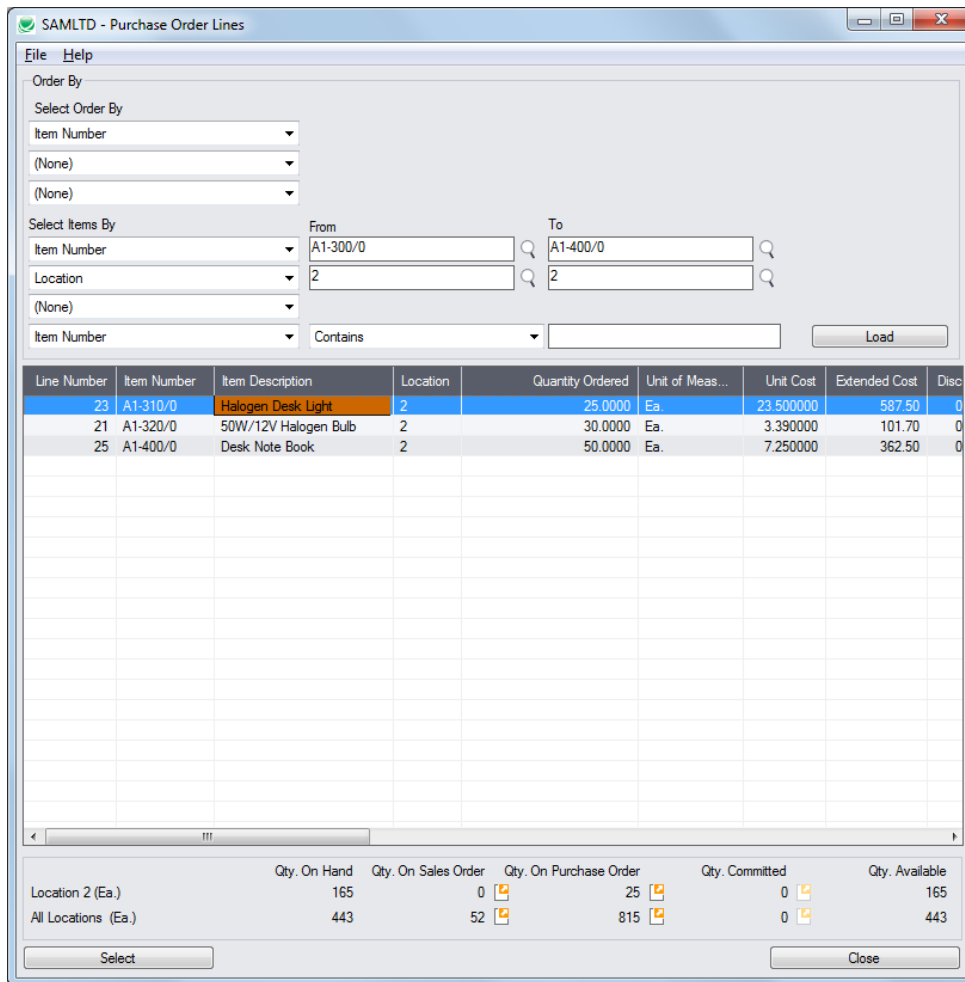 SAMLTD - Purchase Order Lines
File Help
Order By
Select Order By
Item Number
(None)
(None)
Select Items By From To
Item Number A1-300/0 A1-400/0
Location 2 2
(None)
Item Number Contains Load
Line Number Item Number Item Description Location Quantity Ordered Unit of Meas... Unit Cost Extended Cost Disc
23 A1-310/0 Halogen Desk Light 2 25.0000 Ea. 23.500000 587.50 0
21 A1-320/0 50W/12V Halogen Bulb 2 30.0000 Ea. 3.390000 101.70 0
25 A1-400/0 Desk Note Book 2 50.0000 Ea. 7.250000 362.50 0
Qty. On Hand Qty. On Sales Order Qty. On Purchase Order Qty. Committed Qty. Available
Location 2 (Ea.) 165 0 25 0 165
All Locations (Ea.) 443 52 815 0 443
Select Close